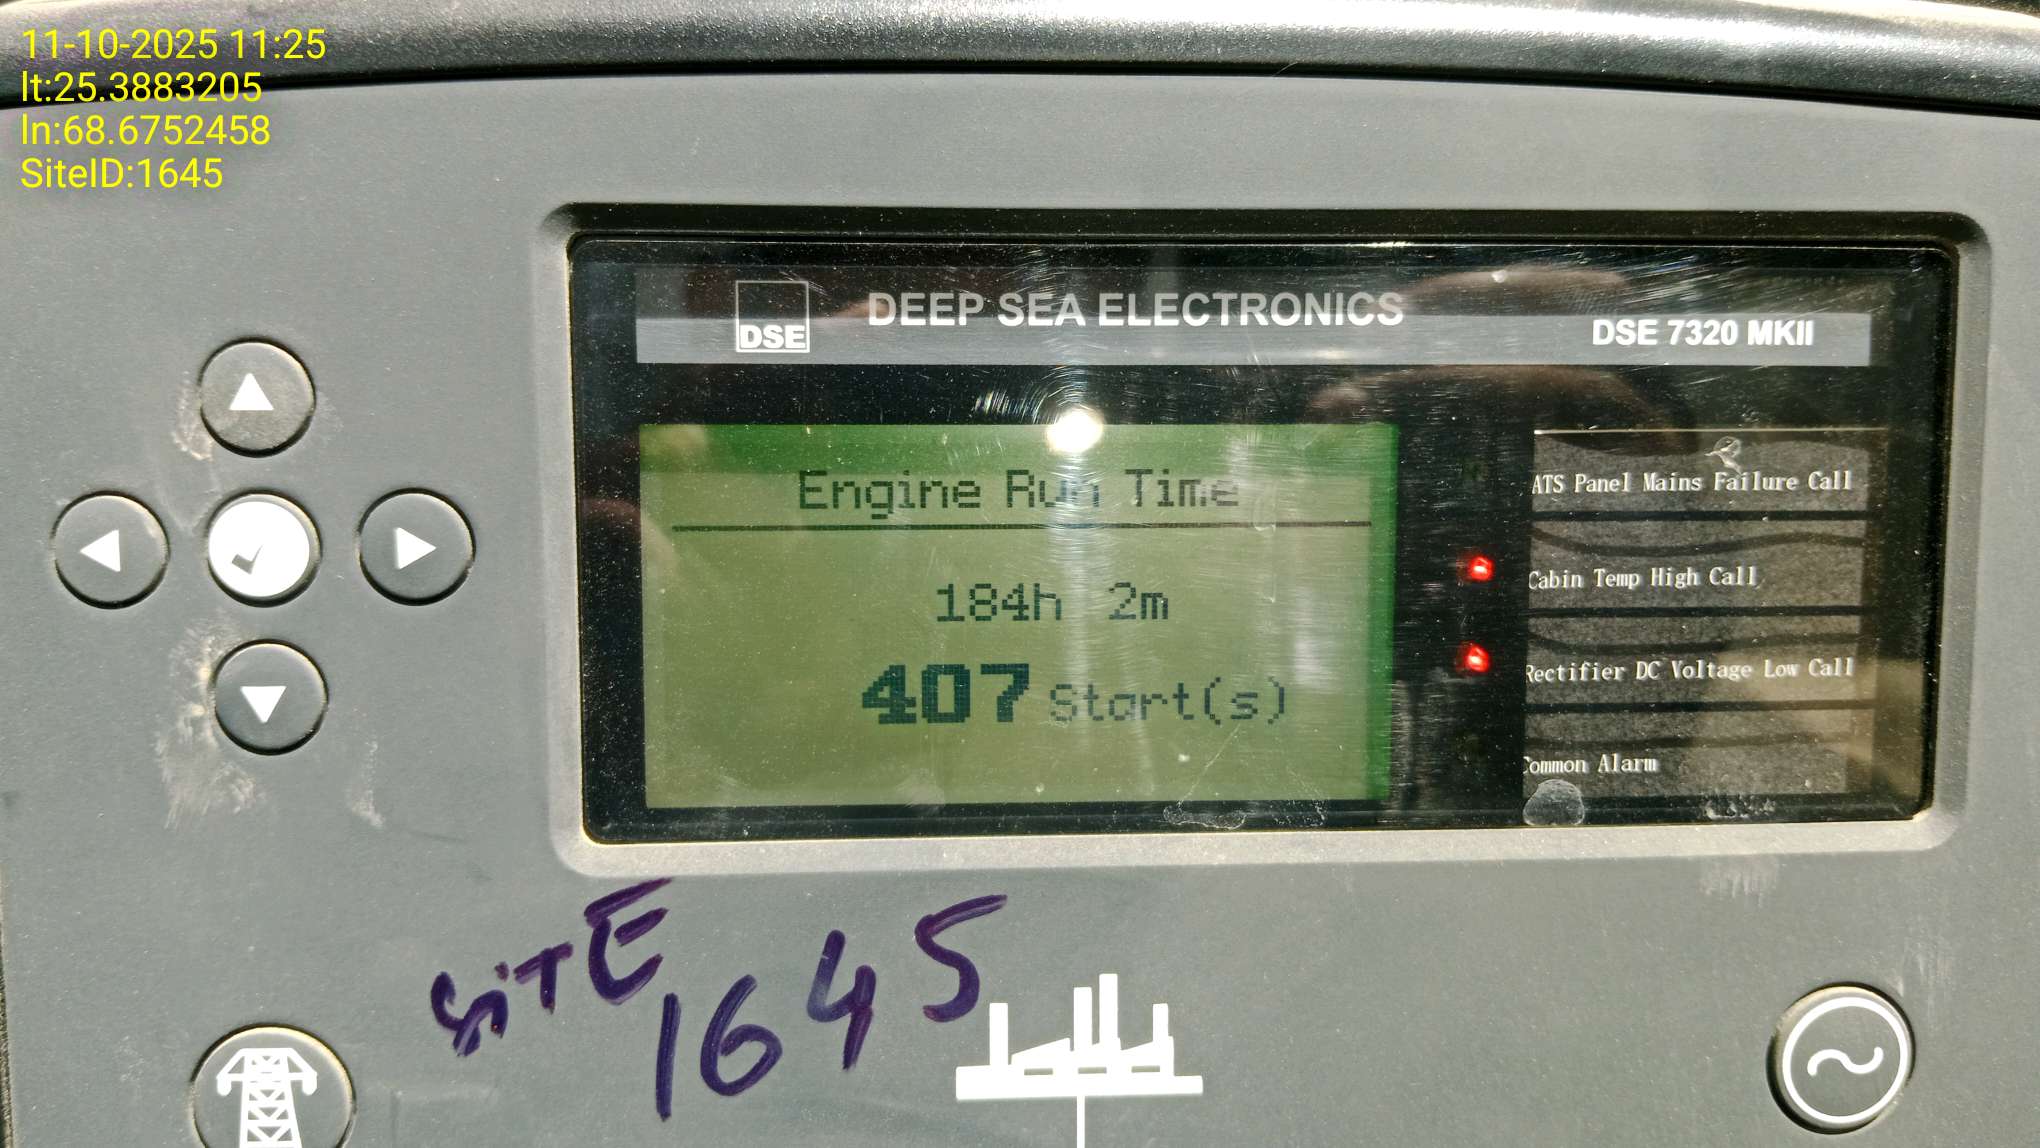 11-10-2025 11:25
lt:25.3883205
ln:68.6752458
SiteID:1645
DSE
DEEP SEA ELECTRONICS
DSE 7320 MKII
Engine Run Time
184h 2m
407 Start(s)
ATS Panel Mains Failure Call
Cabin Temp High Call
Rectifier DC Voltage Low Call
Common Alarm
SiTE
1645